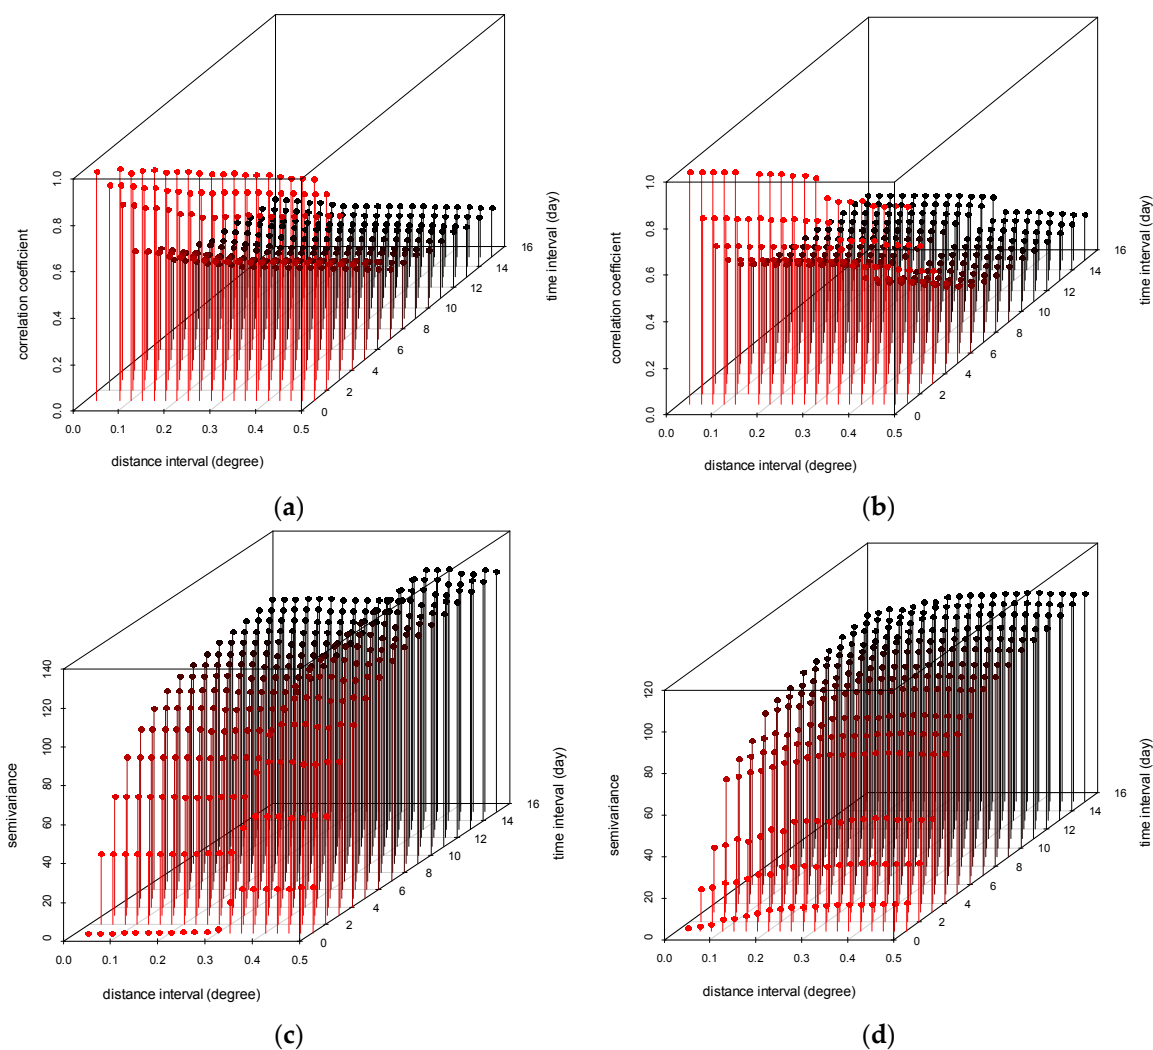 correlation coefficient
1.0
0.8
0.6
0.4
0.2
0.0
0.0 0.1 0.2 0.3 0.4 0.5
distance interval (degree)
0 2 4 6 8 10 12 14 16
time interval (day)
(a)
correlation coefficient
1.0
0.8
0.6
0.4
0.2
0.0
0.0 0.1 0.2 0.3 0.4 0.5
distance interval (degree)
0 2 4 6 8 10 12 14 16
time interval (day)
(b)
semivariance
140
120
100
80
60
40
20
0
0.0 0.1 0.2 0.3 0.4 0.5
distance interval (degree)
0 2 4 6 8 10 12 14 16
time interval (day)
(c)
semivariance
120
100
80
60
40
20
0
0.0 0.1 0.2 0.3 0.4 0.5
distance interval (degree)
0 2 4 6 8 10 12 14 16
time interval (day)
(d)